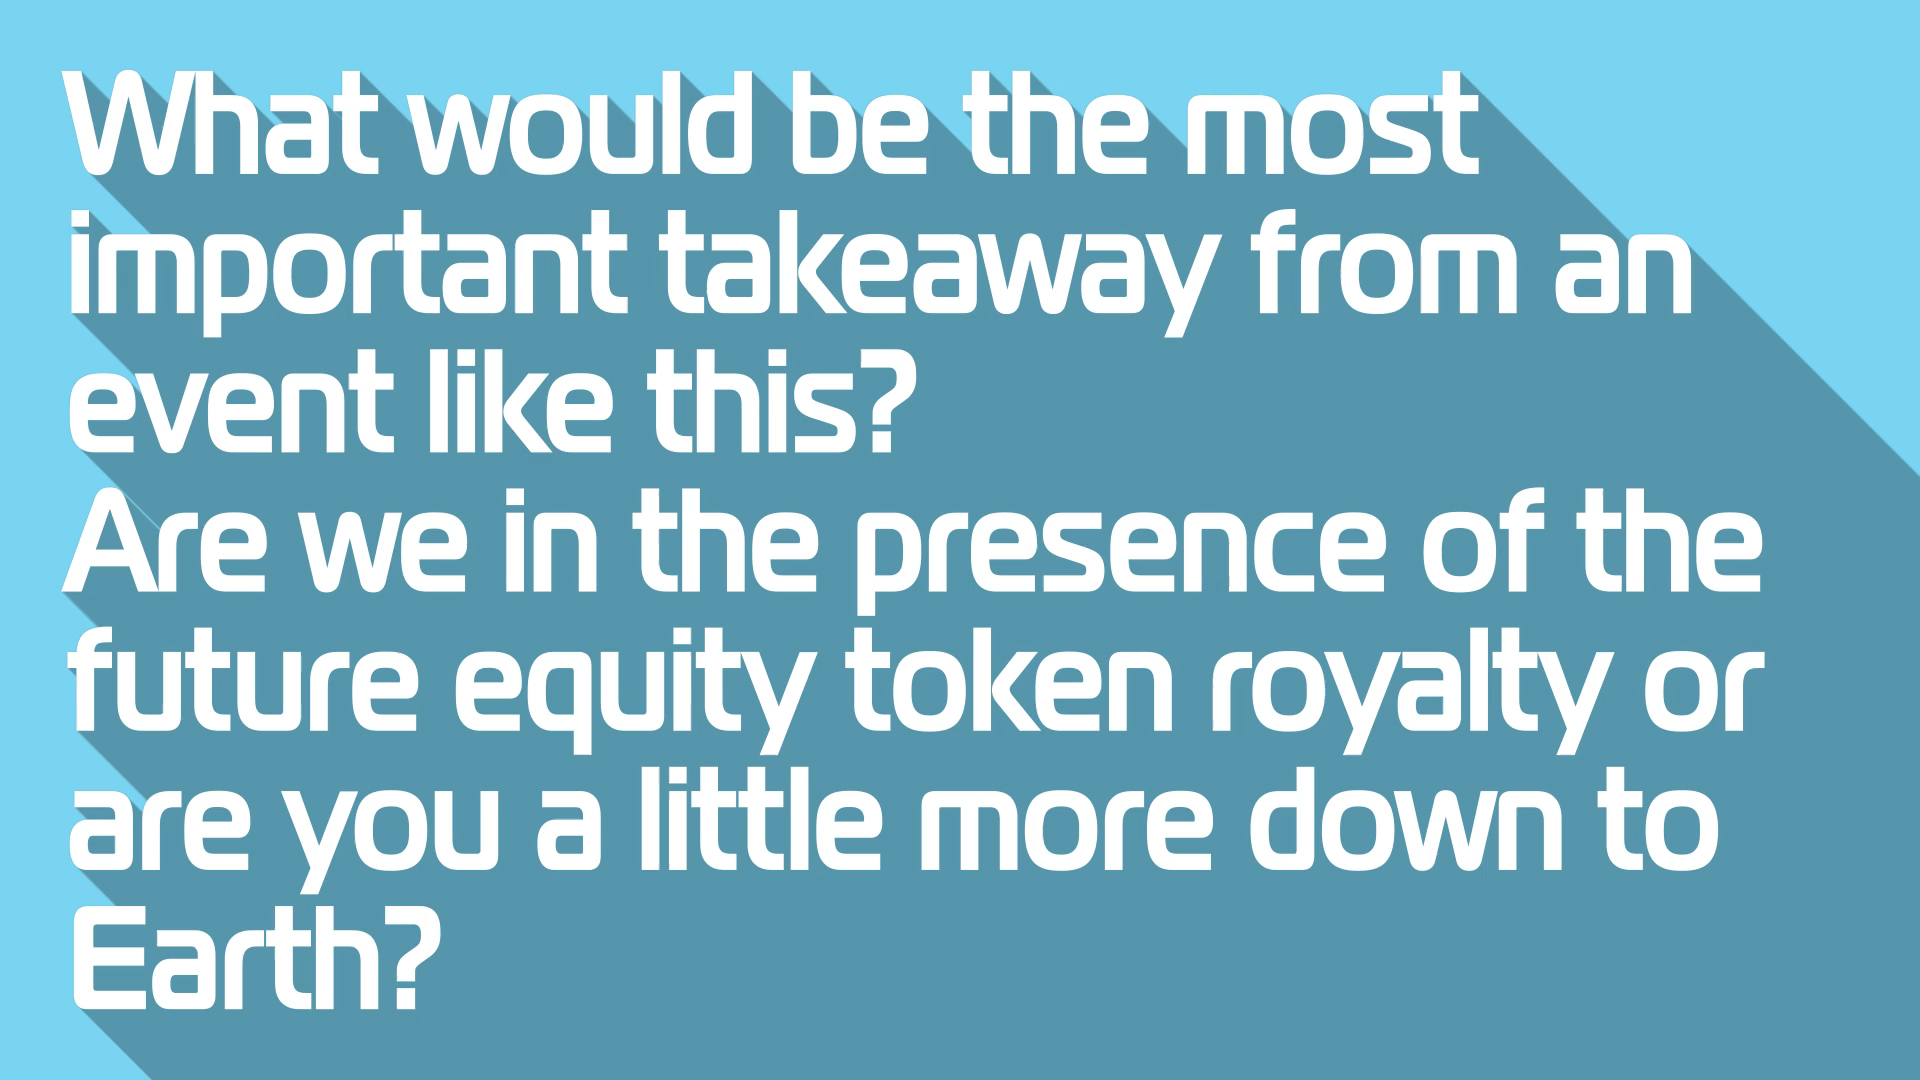 What would be the most
important takeaway from an
event like this?
Are we in the presence of the
future equity token royalty or
are you a little more down to
Earth?